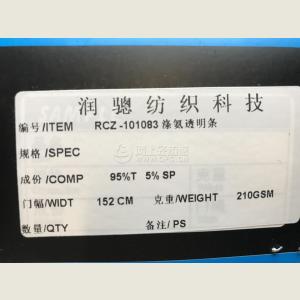 润骢纺织科技
编号/ITEM RCZ-101083 涤氨透明条
规格/SPEC
成份/COMP 95%T 5% SP
门幅/WIDT 152 CM 克重/WEIGHT 210GSM
数量/QTY 备注/PS